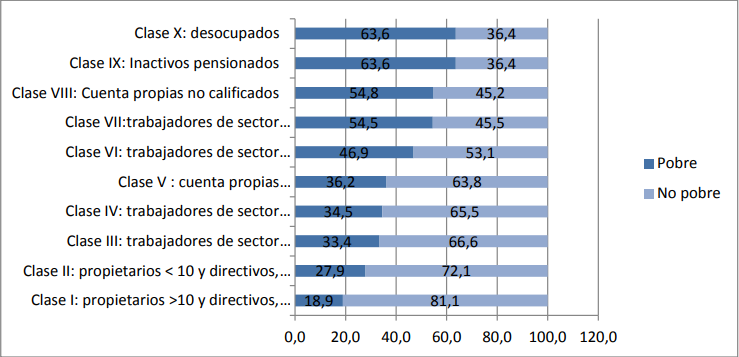 Clase X: desocupados
63,6 36,4
Clase IX: Inactivos pensionados
63,6 36,4
Clase VIII: Cuenta propias no calificados
54,8 45,2
Clase VII:trabajadores de sector...
54,5 45,5
Clase VI: trabajadores de sector...
46,9 53,1
Clase V : cuenta propias...
36,2 63,8
Clase IV: trabajadores de sector...
34,5 65,5
Clase III: trabajadores de sector...
33,4 66,6
Clase II: propietarios < 10 y directivos,...
27,9 72,1
Clase I: propietarios >10 y directivos,...
18,9 81,1
0,0 20,0 40,0 60,0 80,0 100,0 120,0
Pobre
No pobre